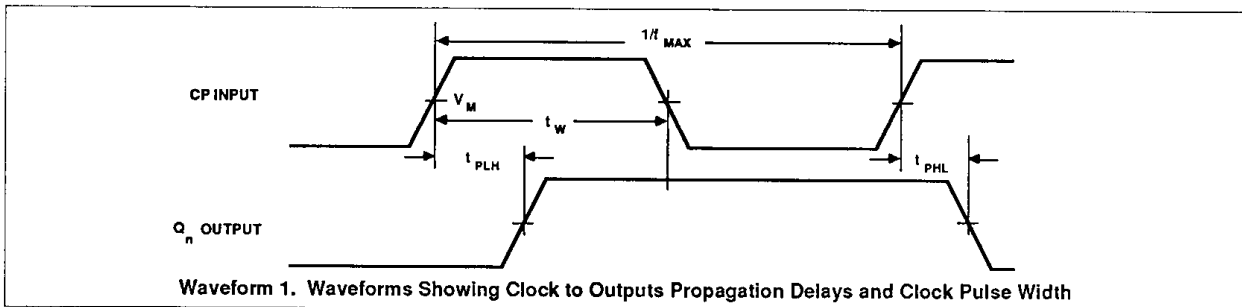 1/f MAX
CP INPUT
V M
t W
t PLH
t PHL
Q n OUTPUT
Waveform 1. Waveforms Showing Clock to Outputs Propagation Delays and Clock Pulse Width